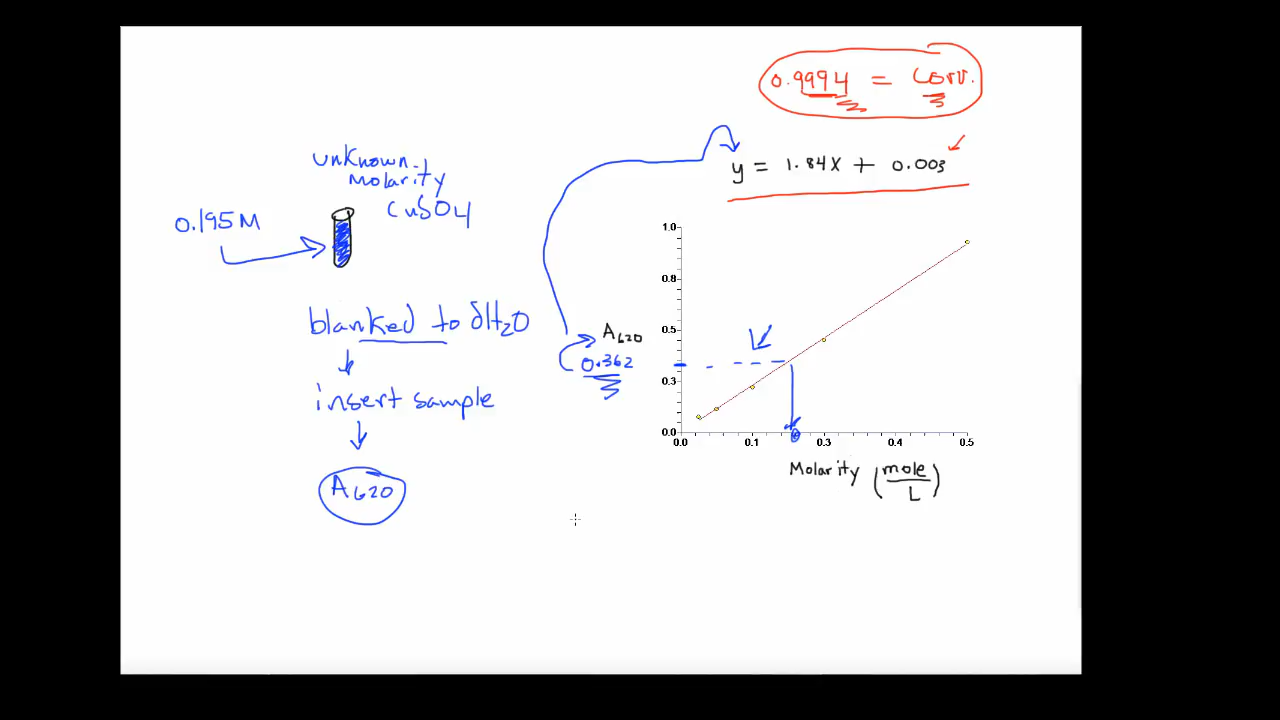 0.9994 = Corr.
y = 1.84X + 0.003
unknown
molarity
CuSO4
0.195M
blanked to dH2O
insert sample
A620
A620
0.362
1.0
0.8
0.5
0.3
0.0
0.0 0.1 0.3 0.4 0.5
Molarity (mole/L)